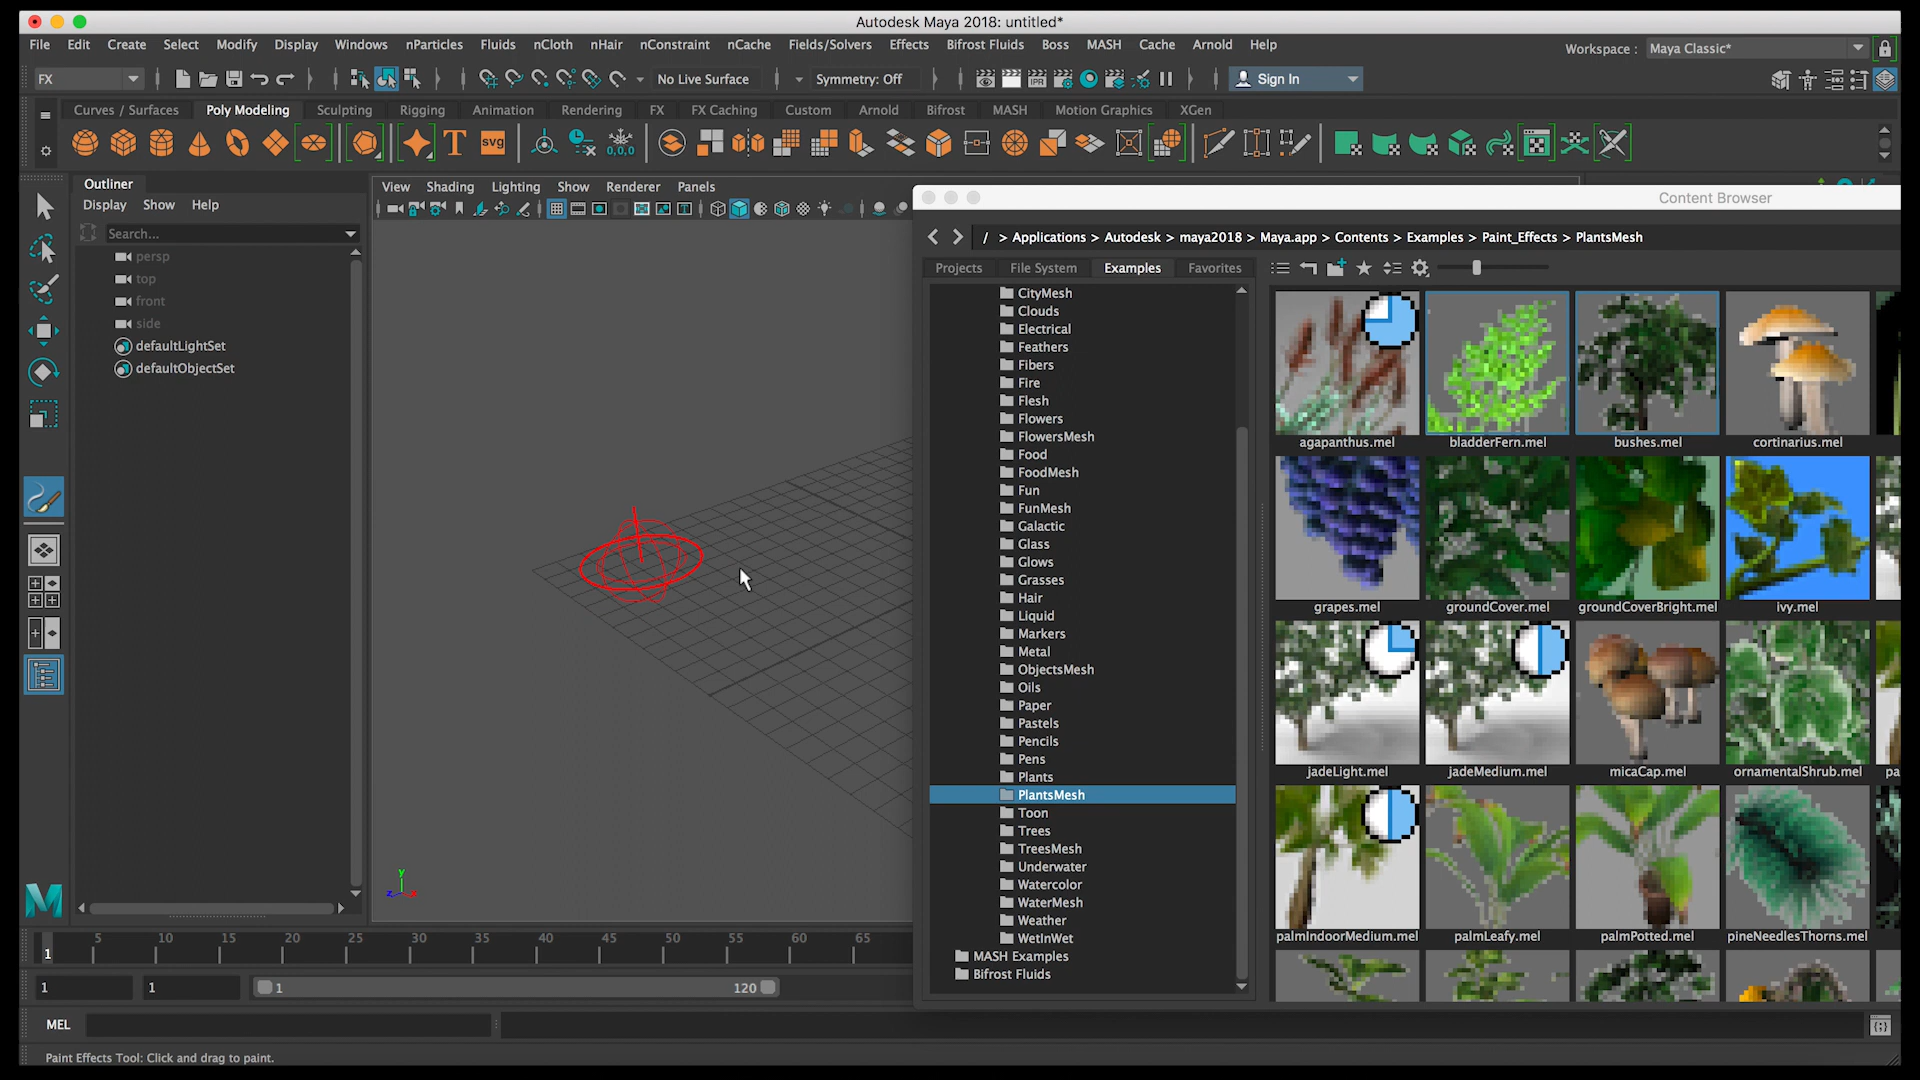 Autodesk Maya 2018: untitled*
File Edit Create Select Modify Display Windows nParticles Fluids nCloth nHair nConstraint nCache Fields/Solvers Effects Bifrost Fluids Boss MASH Cache Arnold Help
Workspace : Maya Classic*
FX
No Live Surface
Symmetry: Off
Sign In
Curves / Surfaces Poly Modeling Sculpting Rigging Animation Rendering FX FX Caching Custom Arnold Bifrost MASH Motion Graphics XGen
T
svg
0,0,0
Outliner
Display Show Help
Search...
persp
top
front
side
defaultLightSet
defaultObjectSet
View Shading Lighting Show Renderer Panels
Content Browser
/ > Applications > Autodesk > maya2018 > Maya.app > Contents > Examples > Paint_Effects > PlantsMesh
Projects File System Examples Favorites
CityMesh
Clouds
Electrical
Feathers
Fibers
Fire
Flesh
Flowers
FlowersMesh
Food
FoodMesh
Fun
FunMesh
Galactic
Glass
Glows
Grasses
Hair
Liquid
Markers
Metal
ObjectsMesh
Oils
Paper
Pastels
Pencils
Pens
Plants
PlantsMesh
Toon
Trees
TreesMesh
Underwater
Watercolor
WaterMesh
Weather
WetInWet
MASH Examples
Bifrost Fluids
agapanthus.mel bladderFern.mel bushes.mel cortinarius.mel
grapes.mel groundCover.mel groundCoverBright.mel ivy.mel
jadeLight.mel jadeMedium.mel micaCap.mel ornamentalShrub.mel pa
palmIndoorMedium.mel palmLeafy.mel palmPotted.mel pineNeedlesThorns.mel
y
z x
1 5 10 15 20 25 30 35 40 45 50 55 60 65
1 1 1 120
MEL
Paint Effects Tool: Click and drag to paint.